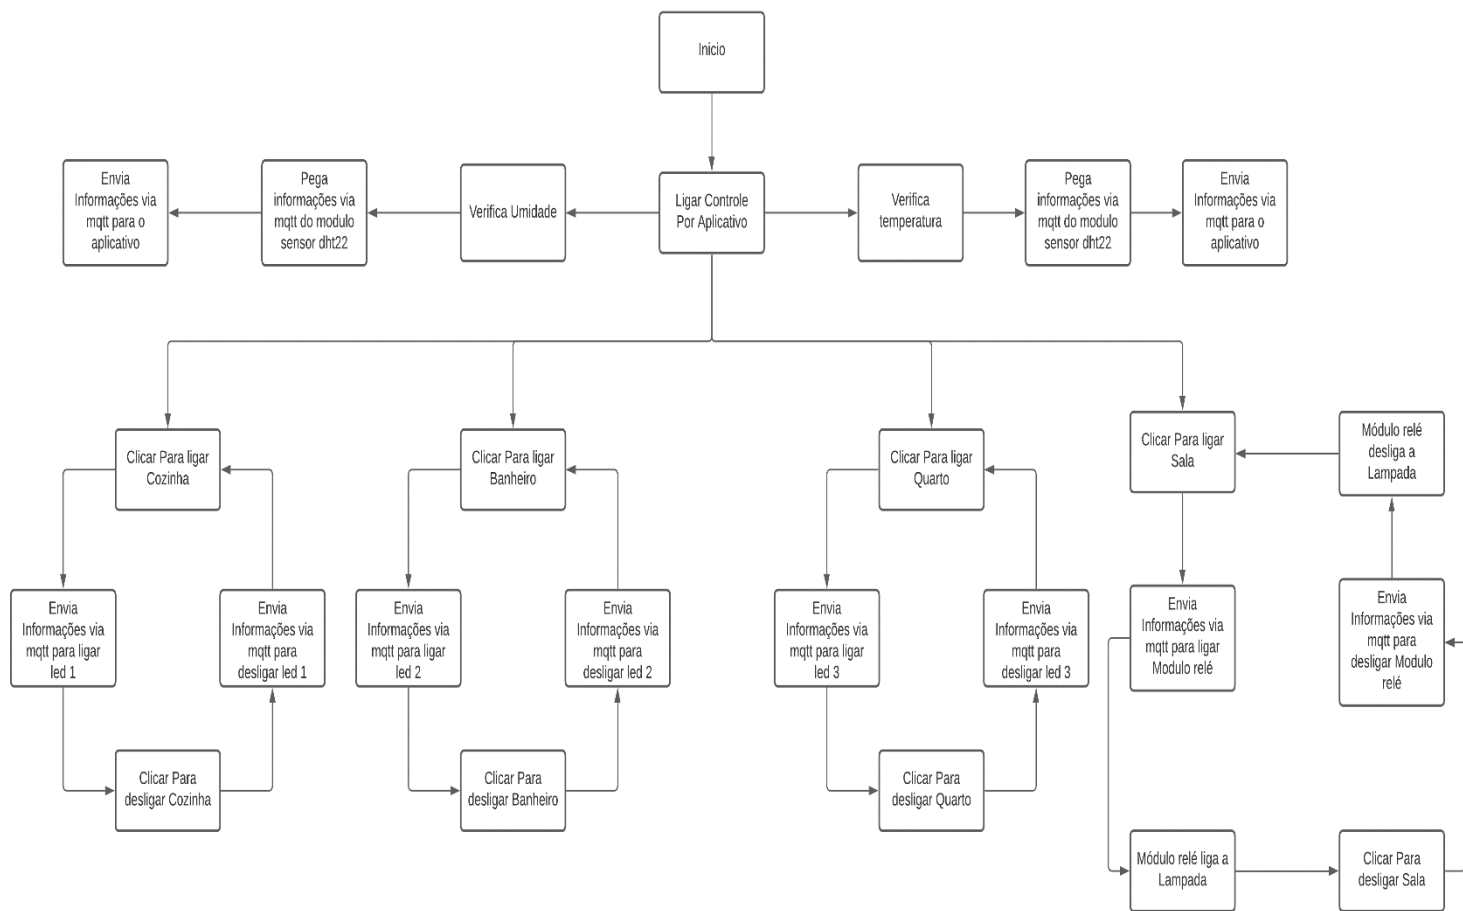 Inicio
Envia
Informações via
mqtt para o
aplicativo
Pega
informações via
mqtt do modulo
sensor dht22
Verifica Umidade
Ligar Controle
Por Aplicativo
Verifica
temperatura
Pega
informações via
mqtt do modulo
sensor dht22
Envia
Informações via
mqtt para o
aplicativo
Clicar Para ligar
Cozinha
Clicar Para ligar
Banheiro
Clicar Para ligar
Quarto
Clicar Para ligar
Sala
Módulo relé
desliga a
Lampada
Envia
Informações via
mqtt para ligar
led 1
Envia
Informações via
mqtt para
desligar led 1
Envia
Informações via
mqtt para ligar
led 2
Envia
Informações via
mqtt para
desligar led 2
Envia
Informações via
mqtt para ligar
led 3
Envia
Informações via
mqtt para
desligar led 3
Envia
Informações via
mqtt para ligar
Modulo relé
Envia
Informações via
mqtt para
desligar Modulo
relé
Clicar Para
desligar Cozinha
Clicar Para
desligar Banheiro
Clicar Para
desligar Quarto
Módulo relé liga a
Lampada
Clicar Para
desligar Sala